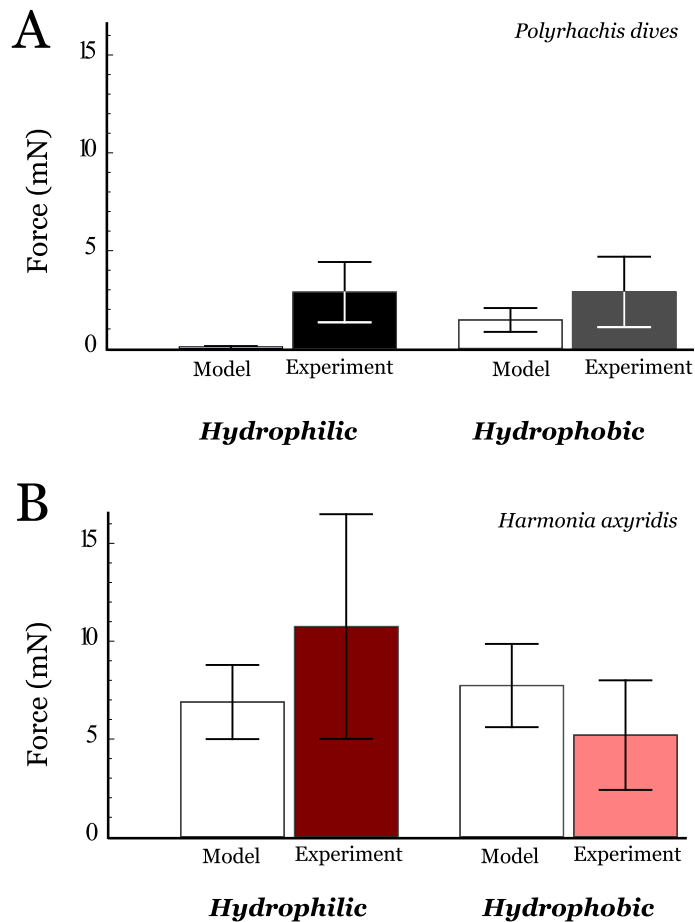 A
Polyrhachis dives
Force (mN)
15
10
5
0
Model Experiment Model Experiment
Hydrophilic Hydrophobic
B
Harmonia axyridis
Force (mN)
15
10
5
0
Model Experiment Model Experiment
Hydrophilic Hydrophobic